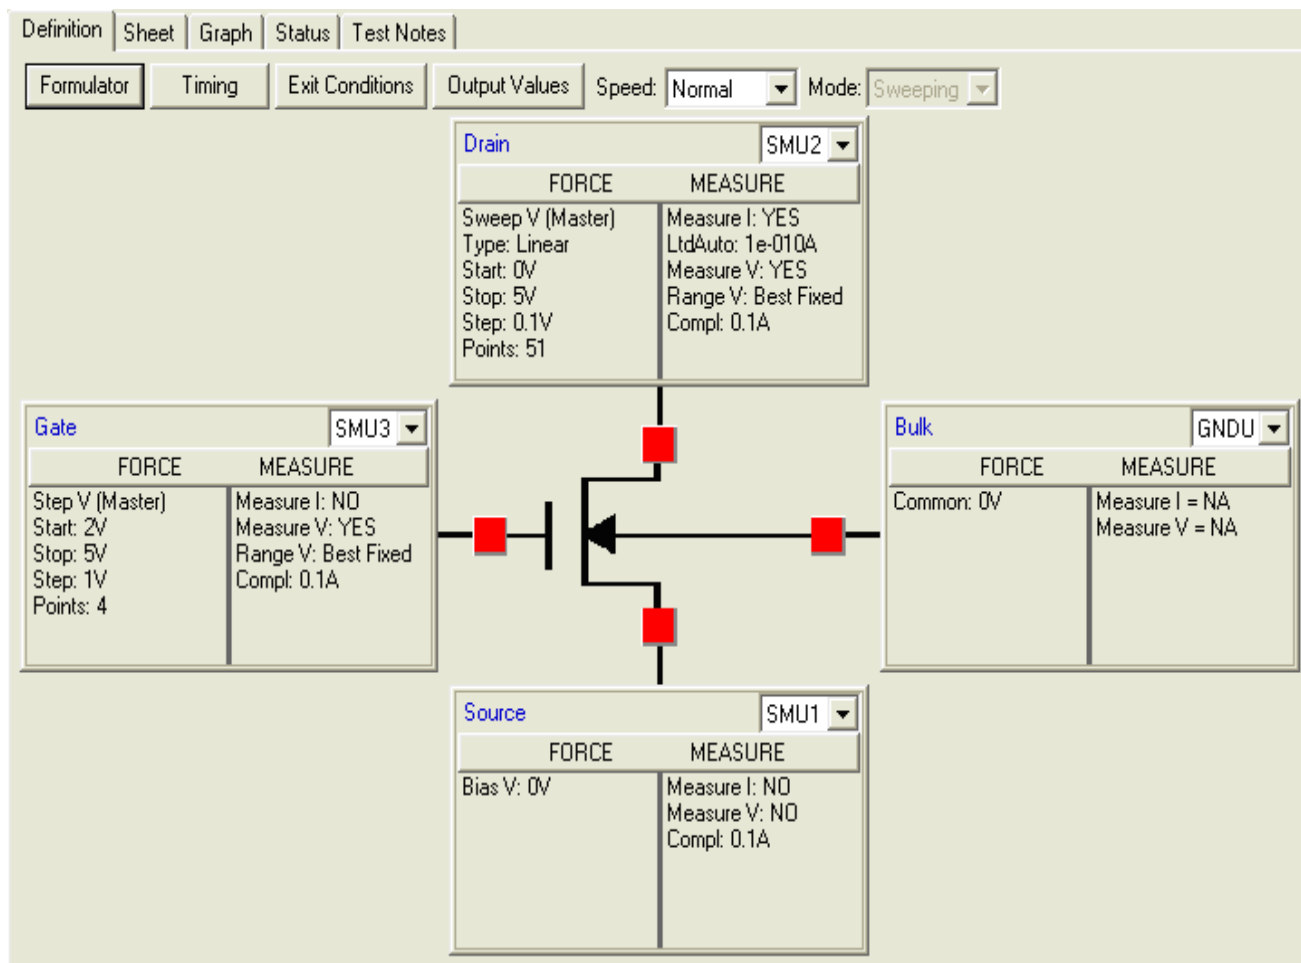 Definition Sheet Graph Status Test Notes
Formulator Timing Exit Conditions Output Values Speed: Normal Mode: Sweeping
Drain SMU2
FORCE MEASURE
Sweep V (Master) Measure I: YES
Type: Linear LtdAuto: 1e-010A
Start: 0V Measure V: YES
Stop: 5V Range V: Best Fixed
Step: 0.1V Compl: 0.1A
Points: 51
Gate SMU3
FORCE MEASURE
Step V (Master) Measure I: NO
Start: 2V Measure V: YES
Stop: 5V Range V: Best Fixed
Step: 1V Compl: 0.1A
Points: 4
Bulk GNDU
FORCE MEASURE
Common: 0V Measure I = NA
Measure V = NA
Source SMU1
FORCE MEASURE
Bias V: 0V Measure I: NO
Measure V: NO
Compl: 0.1A